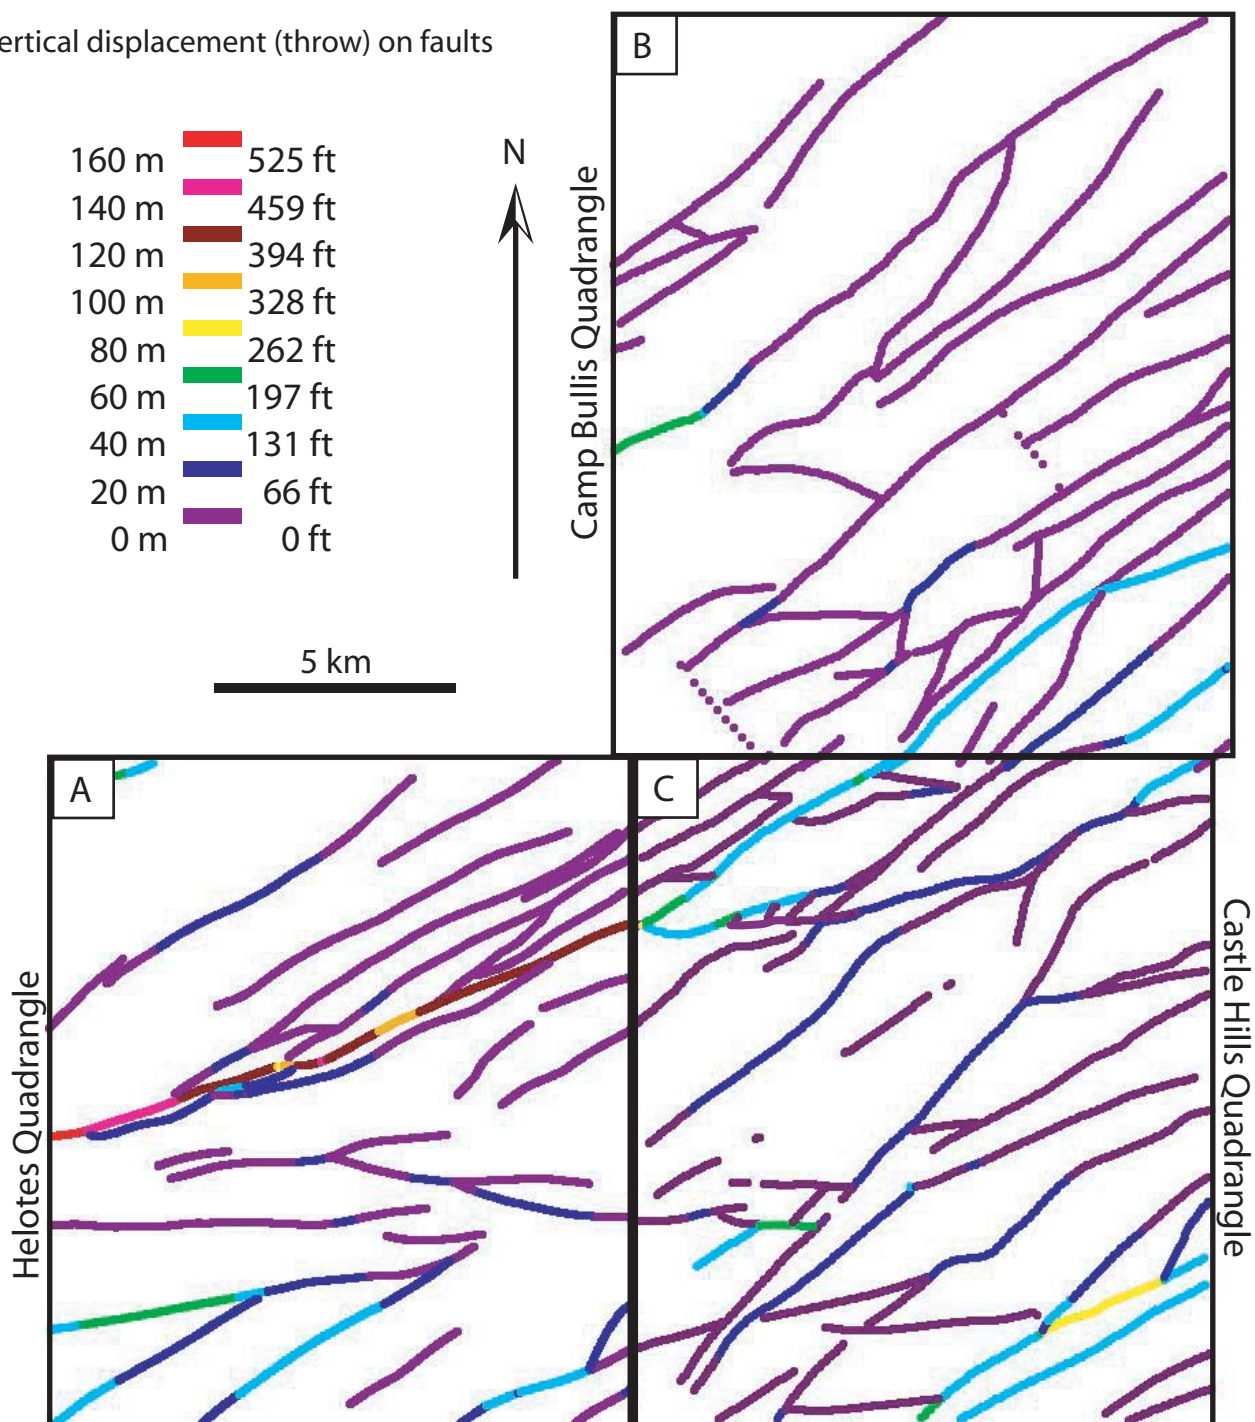 ertical displacement (throw) on faults
160 m 525 ft
140 m 459 ft
120 m 394 ft
100 m 328 ft
80 m 262 ft
60 m 197 ft
40 m 131 ft
20 m 66 ft
0 m 0 ft
N
5 km
B
Camp Bullis Quadrangle
A
Helotes Quadrangle
C
Castle Hills Quadrangle